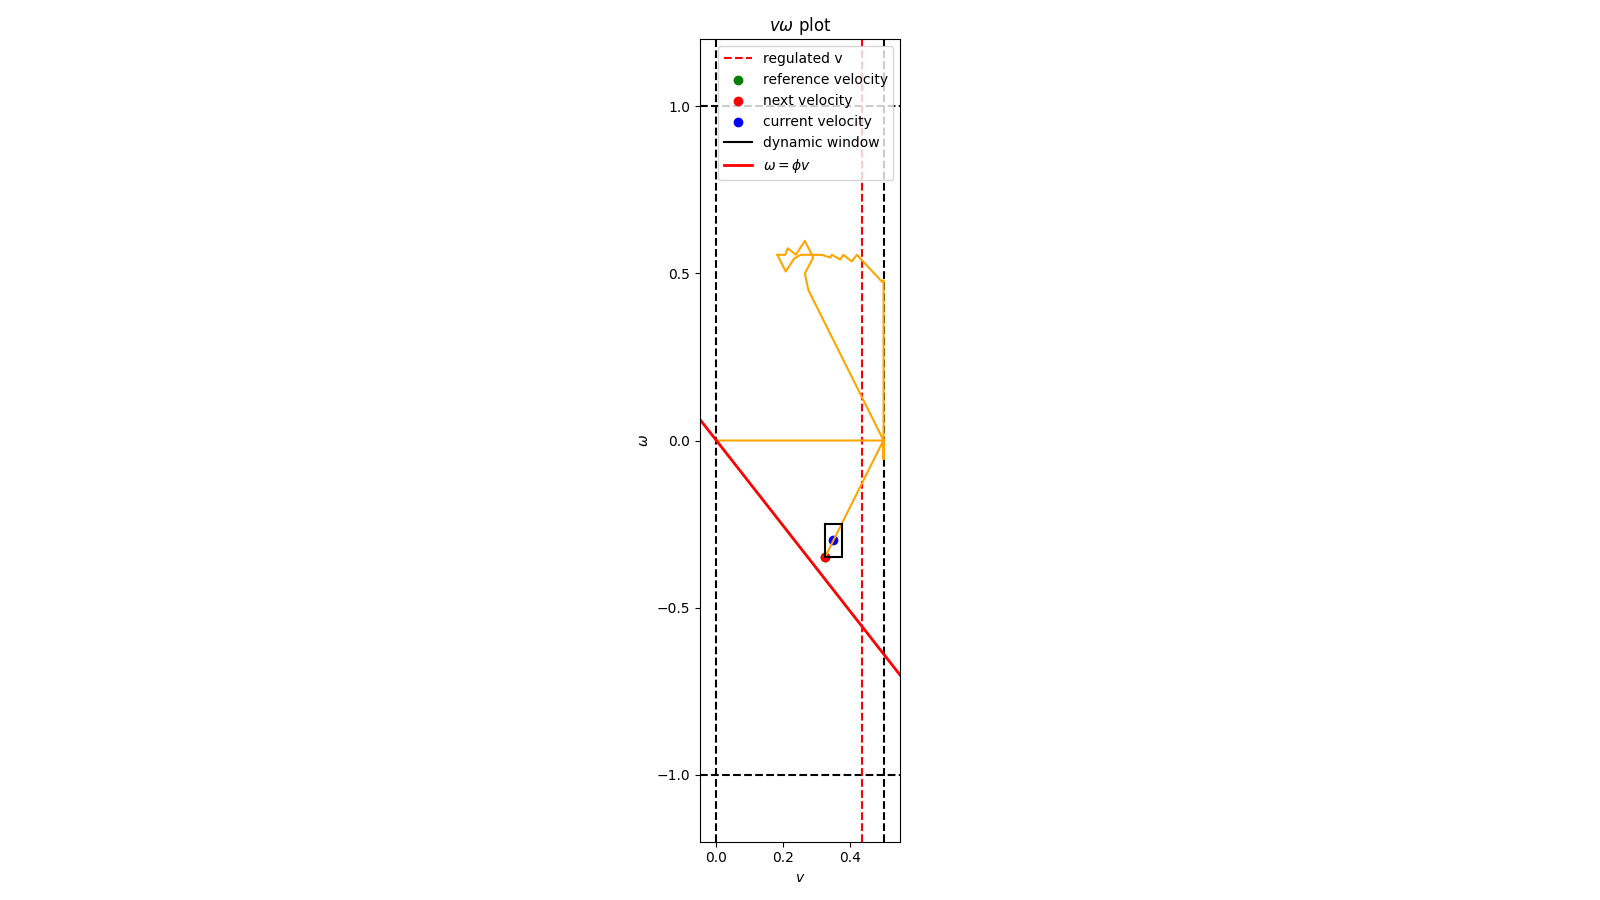 vω plot
regulated v
reference velocity
next velocity
current velocity
dynamic window
ω = ϕv
1.0
0.5
0.0
−0.5
−1.0
ω
0.0 0.2 0.4
v